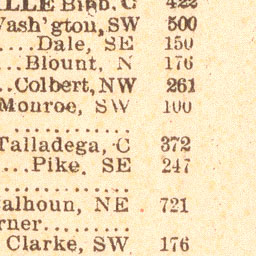 LLE Bibb. C 422
Wash'gton, SW 500
....Dale, SE 150
...Blount, N 176
..Colbert, NW 261
Monroe, SW 100
..............
Talladega, C 372
....Pike. SE 247
..............
alhoun, NE 721
rner.........
Clarke, SW 176